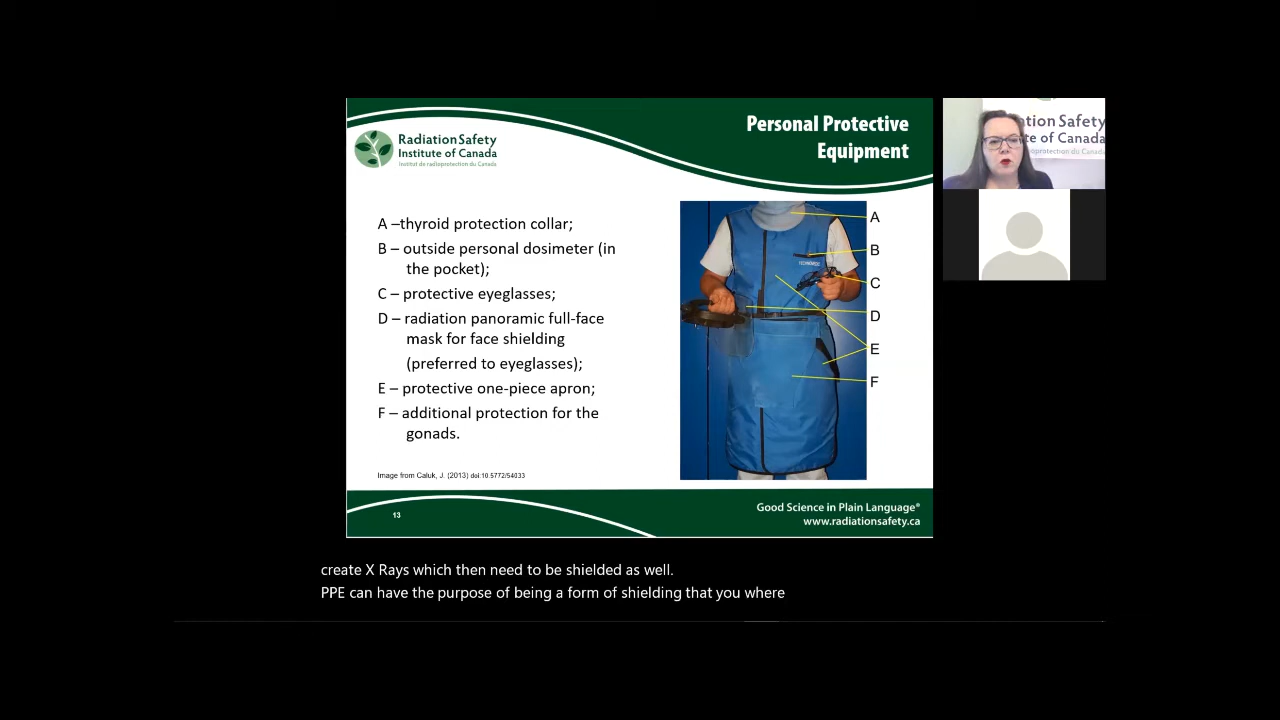 Personal Protective
Equipment
Radiation Safety
Institute of Canada
Institut de radioprotection du Canada
A –thyroid protection collar;
B – outside personal dosimeter (in
the pocket);
C – protective eyeglasses;
D – radiation panoramic full-face
mask for face shielding
(preferred to eyeglasses);
E – protective one-piece apron;
F – additional protection for the
gonads.
A
B
C
D
E
F
Image from Caluk, J. (2013) doi:10.5772/54033
13
Good Science in Plain Language®
www.radiationsafety.ca
ation Safety
te of Canada
dioprotection du Canada
create X Rays which then need to be shielded as well.
PPE can have the purpose of being a form of shielding that you where